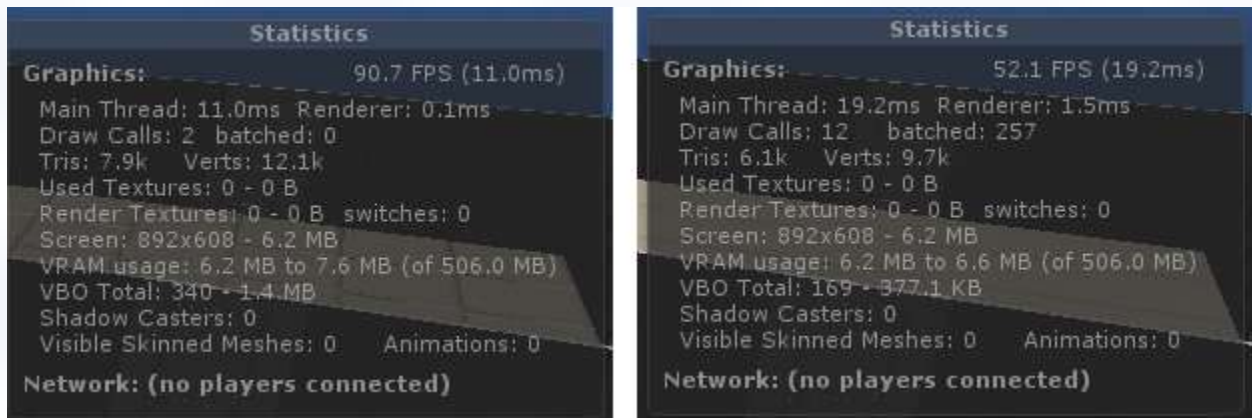 Statistics
Graphics: 90.7 FPS (11.0ms)
Main Thread: 11.0ms Renderer: 0.1ms
Draw Calls: 2 batched: 0
Tris: 7.9k Verts: 12.1k
Used Textures: 0 - 0 B
Render Textures: 0 - 0 B switches: 0
Screen: 892x608 - 6.2 MB
VRAM usage: 6.2 MB to 7.6 MB (of 506.0 MB)
VBO Total: 340 - 1.4 MB
Shadow Casters: 0
Visible Skinned Meshes: 0 Animations: 0
Network: (no players connected)
Statistics
Graphics: 52.1 FPS (19.2ms)
Main Thread: 19.2ms Renderer: 1.5ms
Draw Calls: 12 batched: 257
Tris: 6.1k Verts: 9.7k
Used Textures: 0 - 0 B
Render Textures: 0 - 0 B switches: 0
Screen: 892x608 - 6.2 MB
VRAM usage: 6.2 MB to 6.6 MB (of 506.0 MB)
VBO Total: 169 - 377.1 KB
Shadow Casters: 0
Visible Skinned Meshes: 0 Animations: 0
Network: (no players connected)